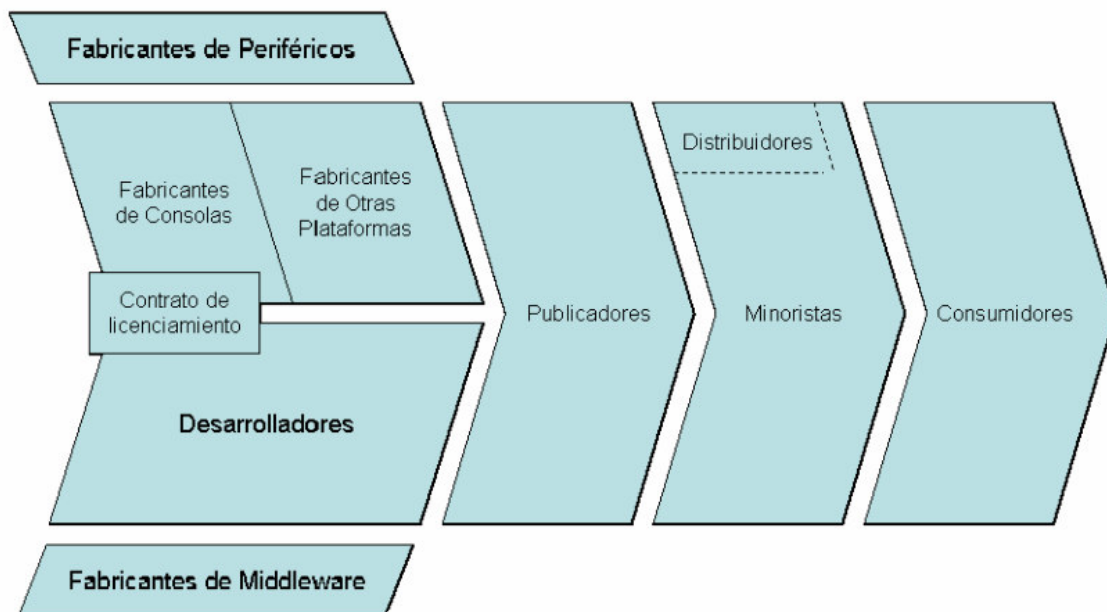 Fabricantes de Periféricos
Fabricantes
de Consolas
Fabricantes
de Otras
Plataformas
Contrato de
licenciamiento
Desarrolladores
Fabricantes de Middleware
Publicadores
Distribuidores
Minoristas
Consumidores